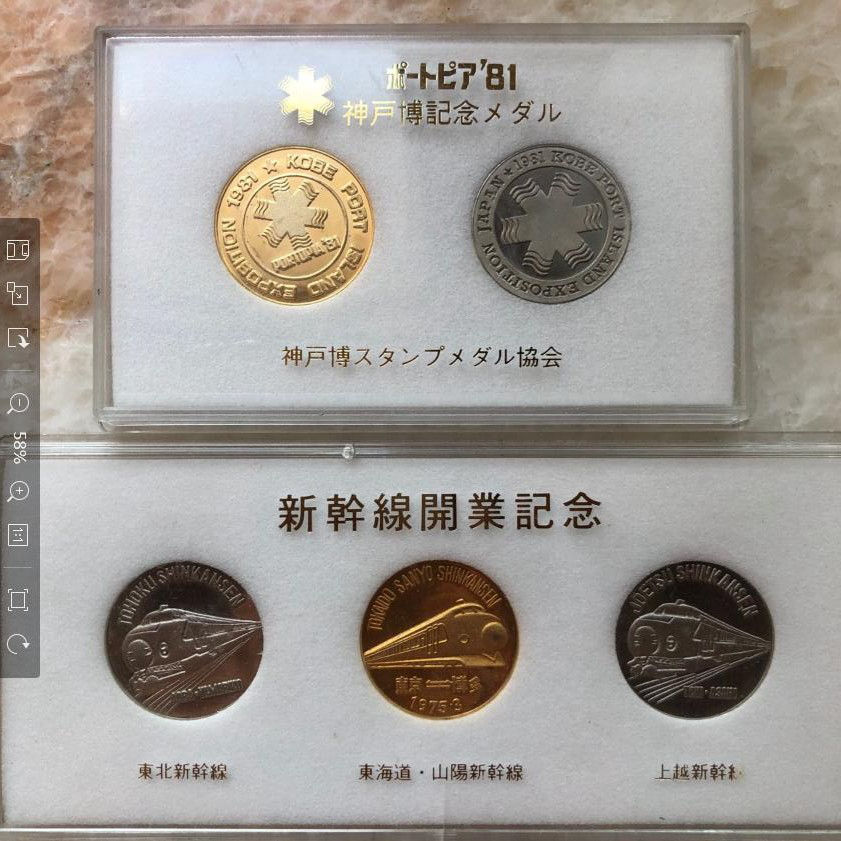 ポートピア'81
神戸博記念メダル
1981 ★ KOBE PORT ISLAND EXPOSITION
PORTOPIA'81
JAPAN ★ 1981 KOBE PORT ISLAND EXPOSITION
神戸博スタンプメダル協会
58%
1:1
新幹線開業記念
TOHOKU SHINKANSEN
TOKAIDO SANYO SHINKANSEN
東京 博多
1975·3
JOETSU SHINKANSEN
東北新幹線
東海道・山陽新幹線
上越新幹